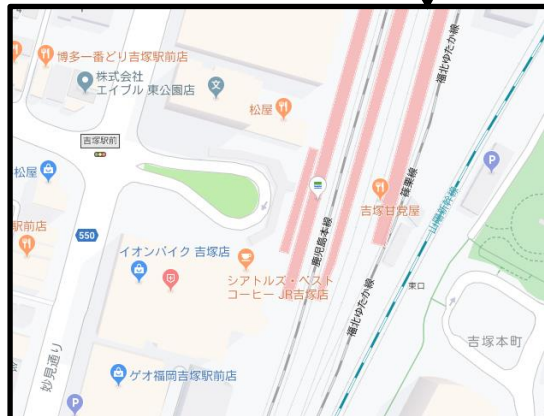 博多一番どり吉塚駅前店
株式会社
エイブル 東公園店
松屋
福北ゆたか線
吉塚駅前
松屋
駅前店
550
イオンバイク 吉塚店
シアトルズ・ベスト
コーヒー JR吉塚店
鹿児島本線
吉塚甘党屋
篠栗線
山陽新幹線
P
福北ゆたか線
東口
吉塚本町
妙見通り
ゲオ福岡吉塚駅前店
P